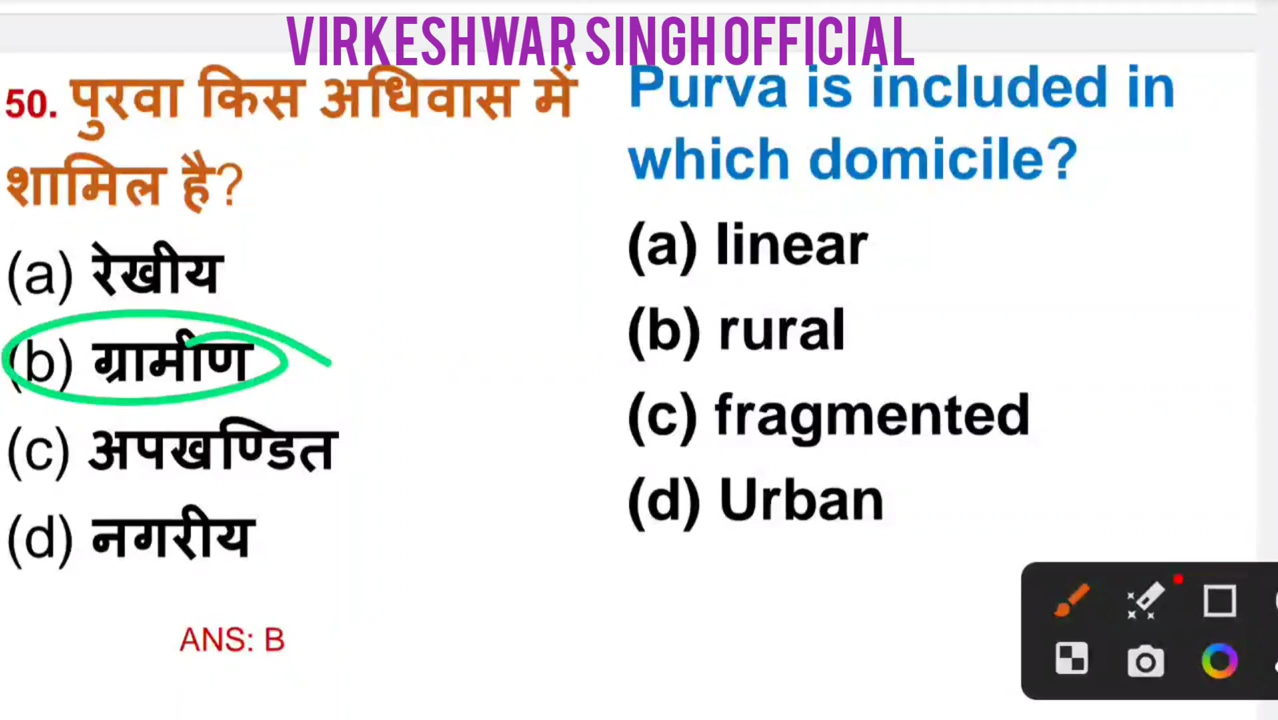 VIRKESHWAR SINGH OFFICIAL
50. पुरवा किस अधिवास में
शामिल है?
(a) रेखीय
(b) ग्रामीण
(c) अपखण्डित
(d) नगरीय
ANS: B
Purva is included in
which domicile?
(a) linear
(b) rural
(c) fragmented
(d) Urban